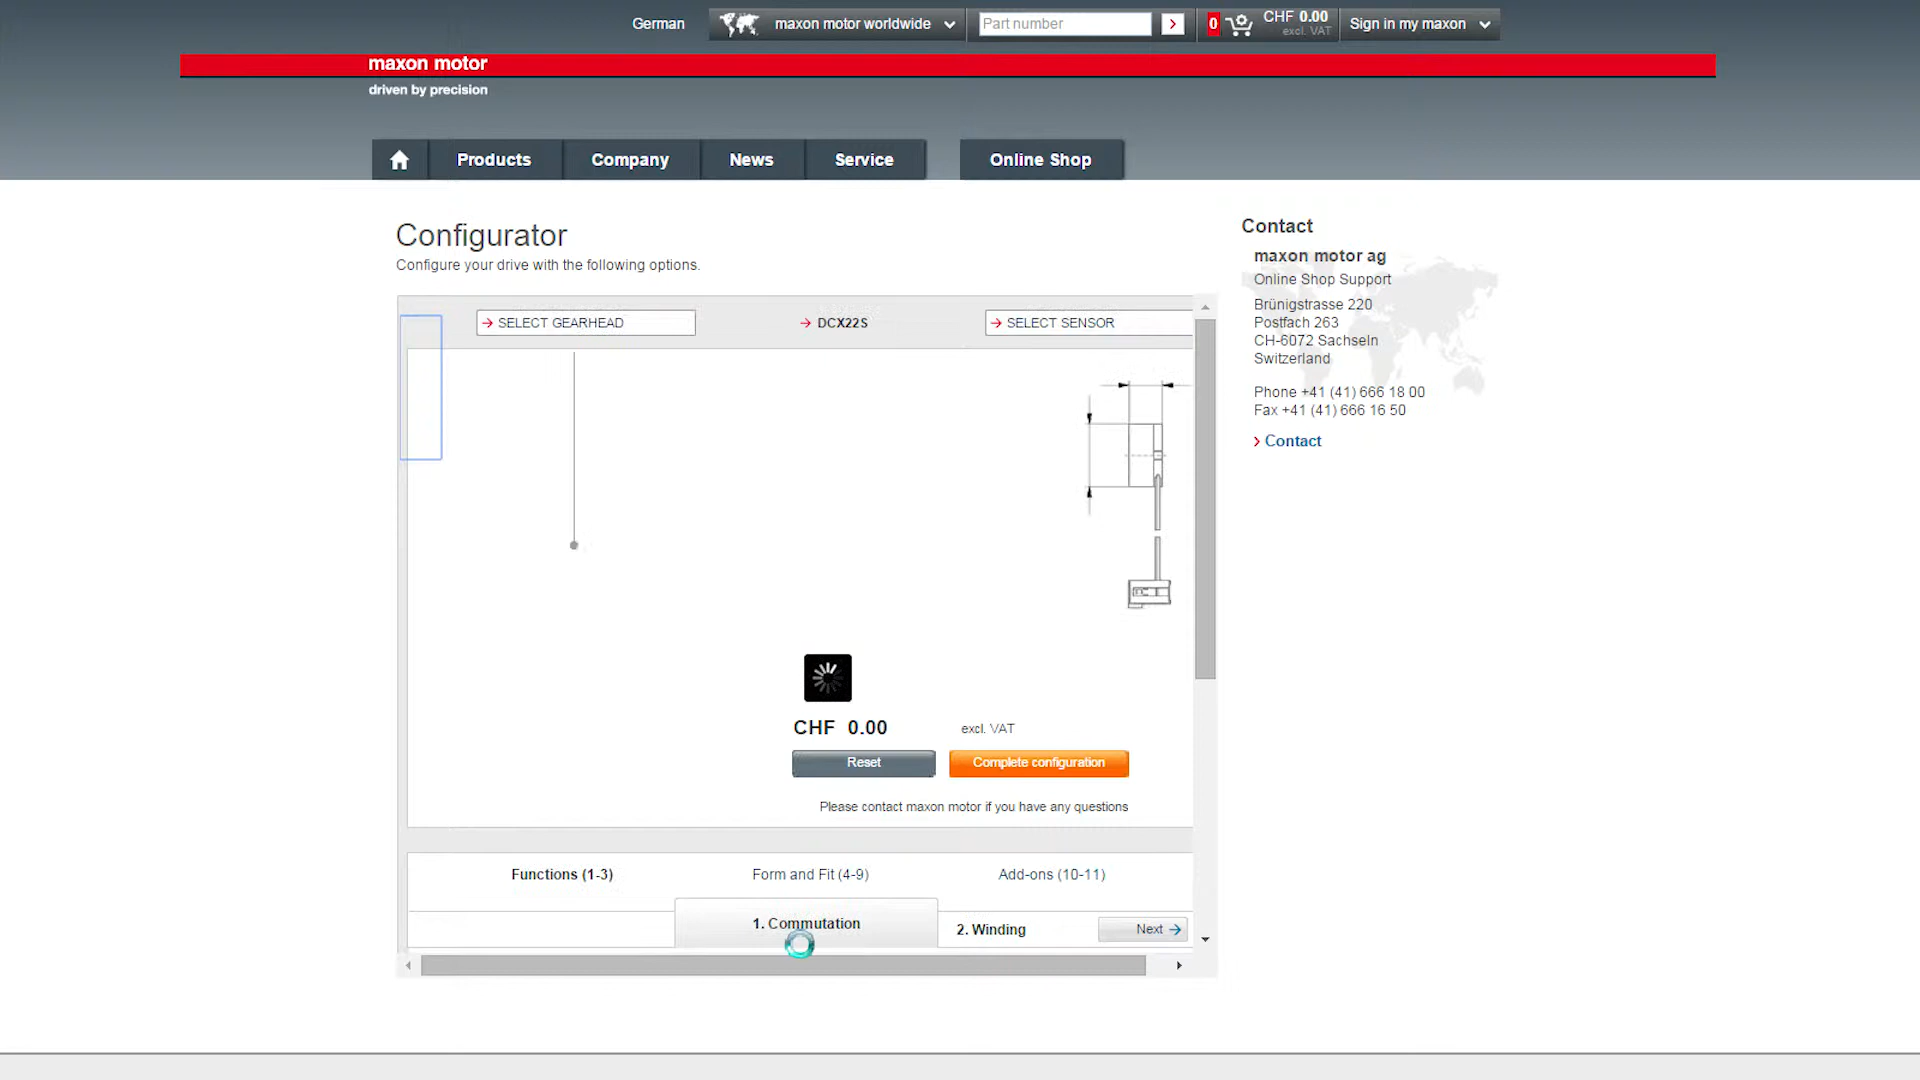 German
maxon motor worldwide
Part number
0
CHF 0.00
excl. VAT
Sign in my maxon
maxon motor
driven by precision
Products
Company
News
Service
Online Shop
Configurator
Configure your drive with the following options.
SELECT GEARHEAD
DCX22S
SELECT SENSOR
CHF 0.00
excl. VAT
Reset
Complete configuration
Please contact maxon motor if you have any questions
Functions (1-3)
Form and Fit (4-9)
Add-ons (10-11)
1. Commutation
2. Winding
Next
Contact
maxon motor ag
Online Shop Support
Brünigstrasse 220
Postfach 263
CH-6072 Sachseln
Switzerland
Phone +41 (41) 666 18 00
Fax +41 (41) 666 16 50
Contact